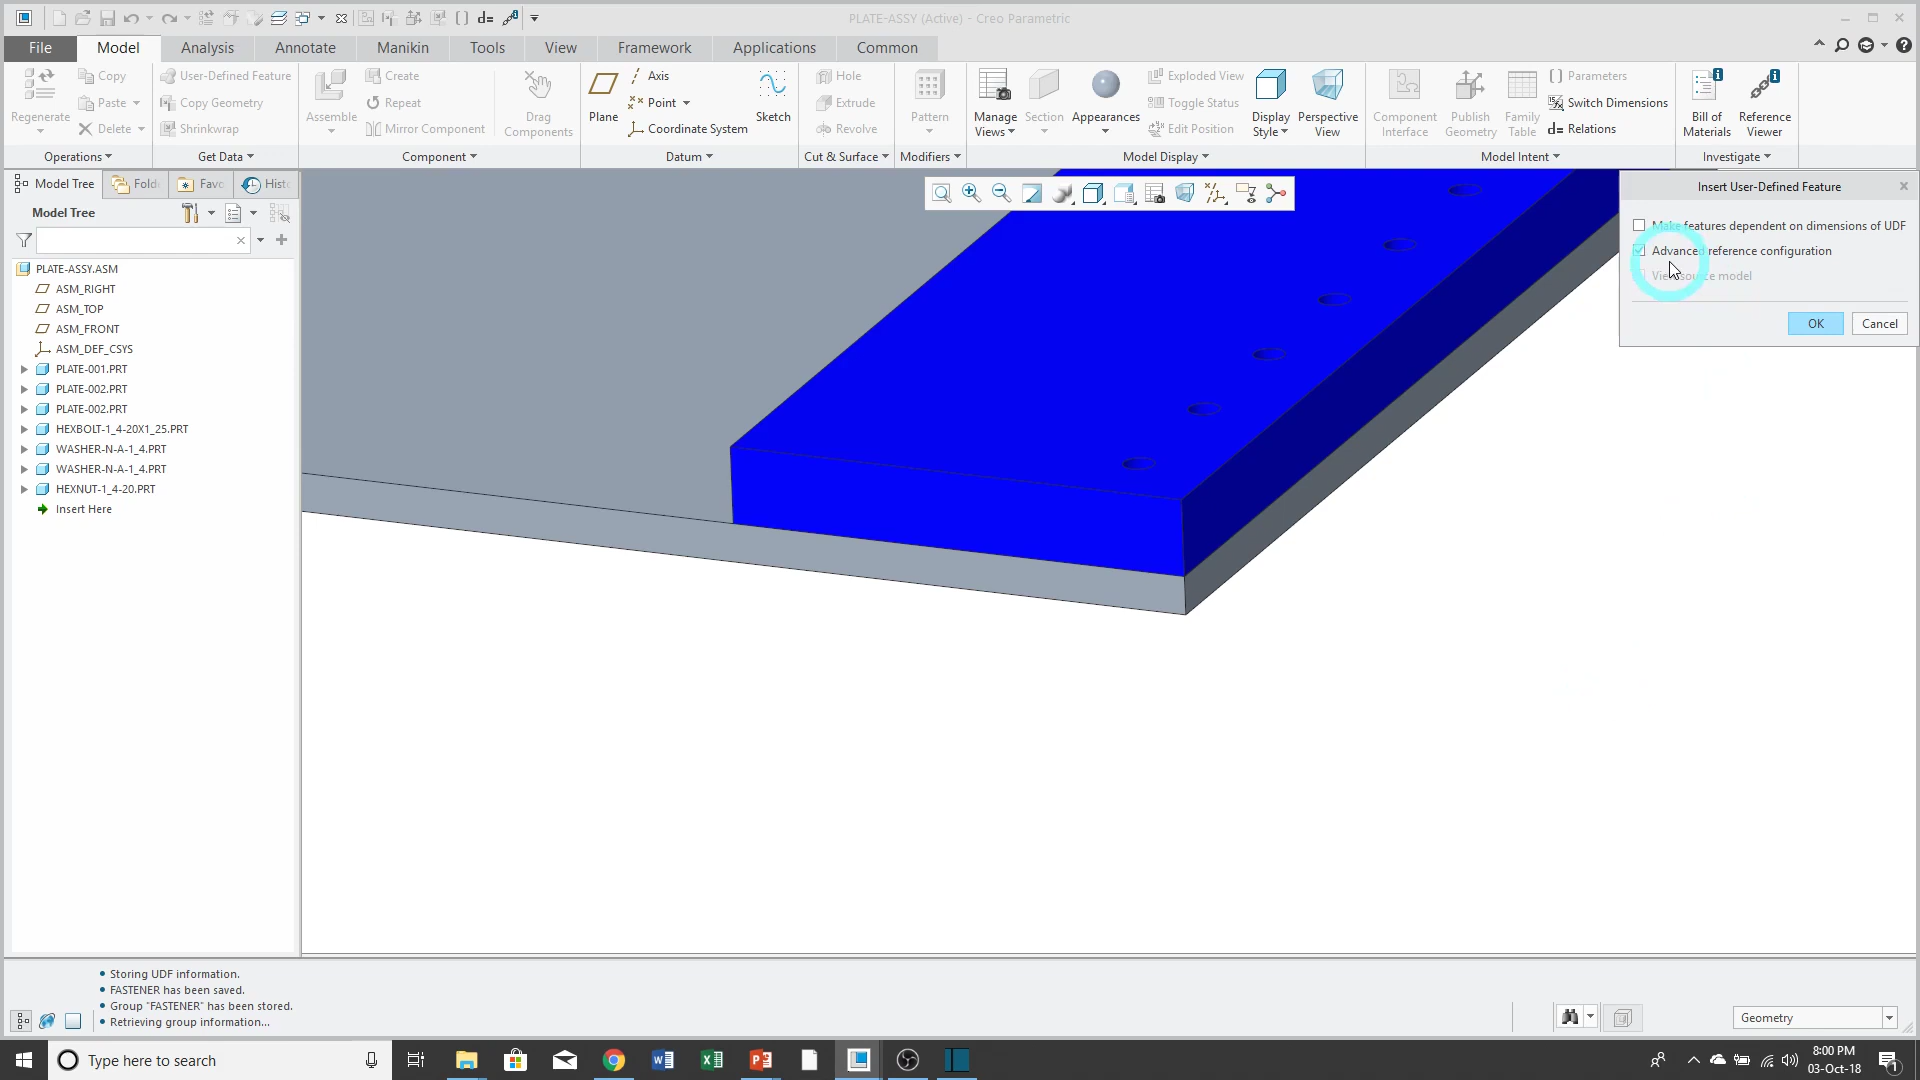 PLATE-ASSY (Active) - Creo Parametric
File Model Analysis Annotate Manikin Tools View Framework Applications Common
Regenerate
Copy
Paste
Delete
Operations
User-Defined Feature
Copy Geometry
Shrinkwrap
Get Data
Assemble
Create
Repeat
Mirror Component
Drag
Components
Component
Plane
Axis
Point
Coordinate System
Sketch
Datum
Hole
Extrude
Revolve
Cut & Surface
Pattern
Modifiers
Manage
Views
Section
Appearances
Exploded View
Toggle Status
Edit Position
Display
Style
Perspective
View
Model Display
Component
Interface
Publish
Geometry
Family
Table
Parameters
Switch Dimensions
Relations
Model Intent
Bill of
Materials
Reference
Viewer
Investigate
Model Tree Fold Favo Histo
Model Tree
PLATE-ASSY.ASM
ASM_RIGHT
ASM_TOP
ASM_FRONT
ASM_DEF_CSYS
PLATE-001.PRT
PLATE-002.PRT
PLATE-002.PRT
HEXBOLT-1_4-20X1_25.PRT
WASHER-N-A-1_4.PRT
WASHER-N-A-1_4.PRT
HEXNUT-1_4-20.PRT
Insert Here
Insert User-Defined Feature
Make features dependent on dimensions of UDF
Advanced reference configuration
View source model
OK Cancel
• Storing UDF information.
• FASTENER has been saved.
• Group "FASTENER" has been stored.
• Retrieving group information...
Geometry
Type here to search
8:00 PM
03-Oct-18
1